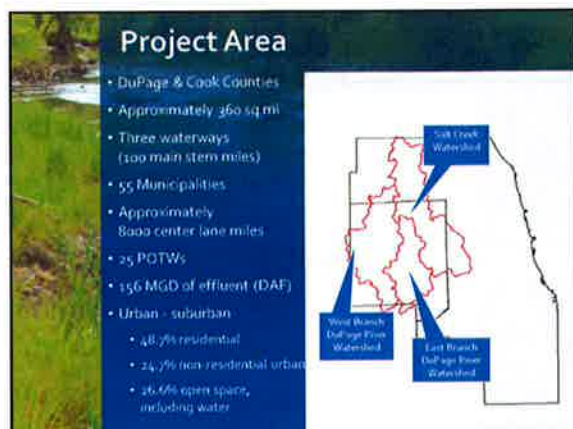 Project Area
• DuPage & Cook Counties
• Approximately 360 sq mi
• Three waterways
(100 main stem miles)
• 55 Municipalities
• Approximately
8000 center lane miles
• 25 POTWs
• 156 MGD of effluent (DAF)
• Urban - suburban
• 48.7% residential
• 24.7% non-residential urban
• 26.6% open space,
including water
Salt Creek
Watershed
West Branch
DuPage River
Watershed
East Branch
DuPage River
Watershed